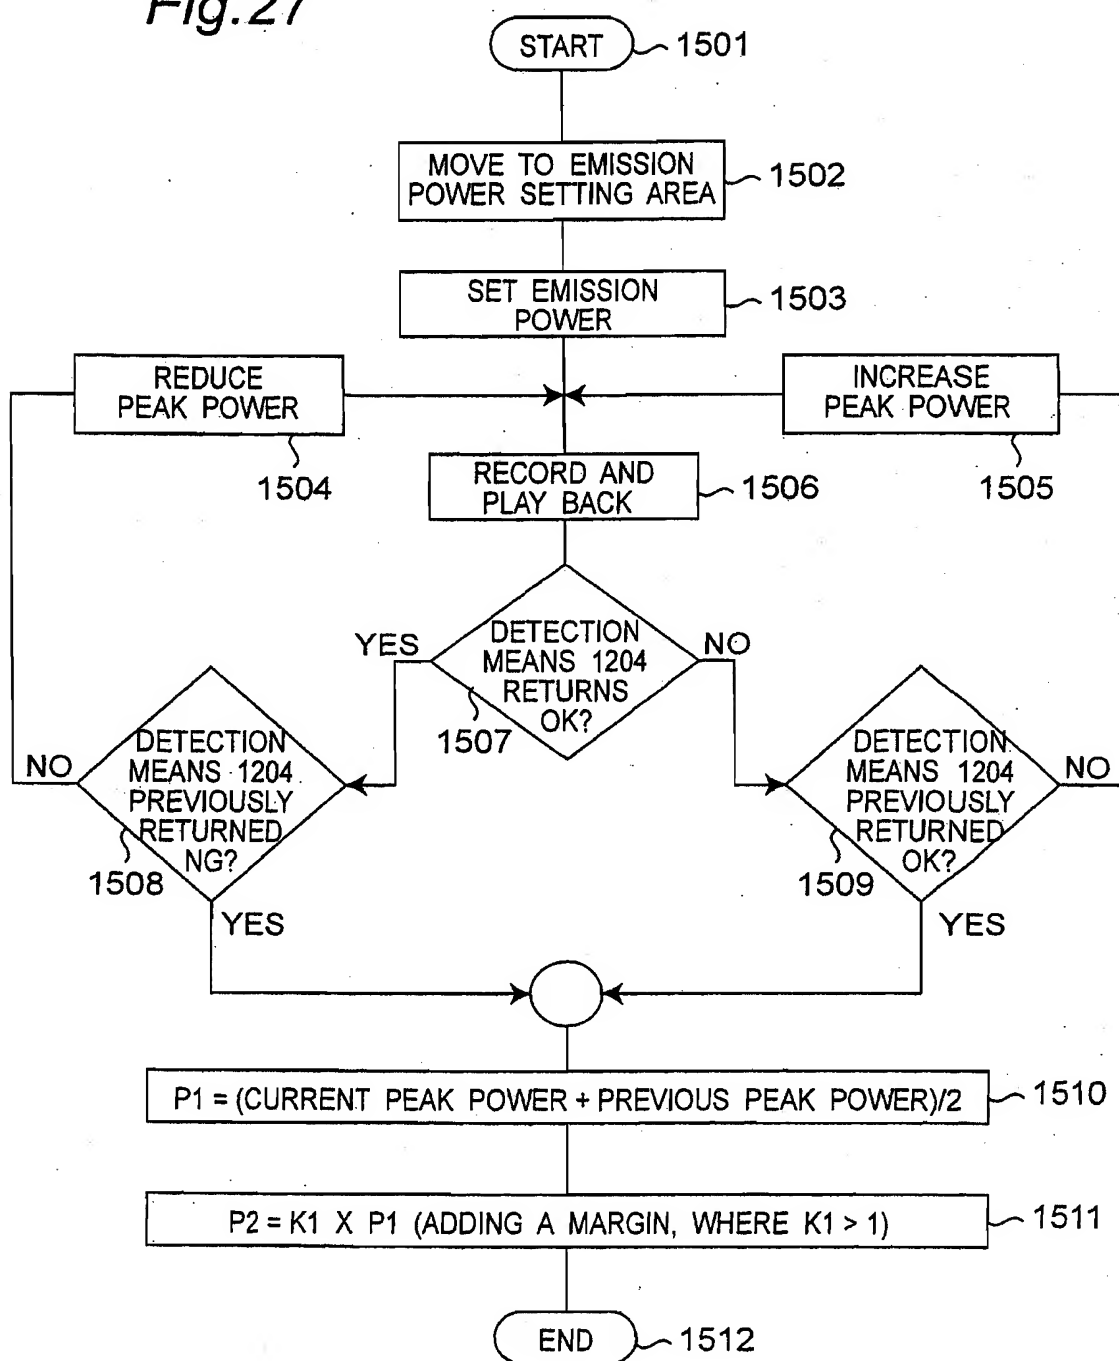 Fig.27
START
1501
MOVE TO EMISSION
POWER SETTING AREA
1502
SET EMISSION
POWER
1503
REDUCE
PEAK POWER
1504
INCREASE
PEAK POWER
1505
RECORD AND
PLAY BACK
1506
DETECTION
MEANS 1204
RETURNS
OK?
YES
NO
1507
DETECTION
MEANS 1204
PREVIOUSLY
RETURNED
NG?
NO
1508
YES
DETECTION
MEANS 1204
PREVIOUSLY
RETURNED
OK?
NO
1509
YES
P1 = (CURRENT PEAK POWER + PREVIOUS PEAK POWER)/2
1510
P2 = K1 X P1 (ADDING A MARGIN, WHERE K1 > 1)
1511
END
1512